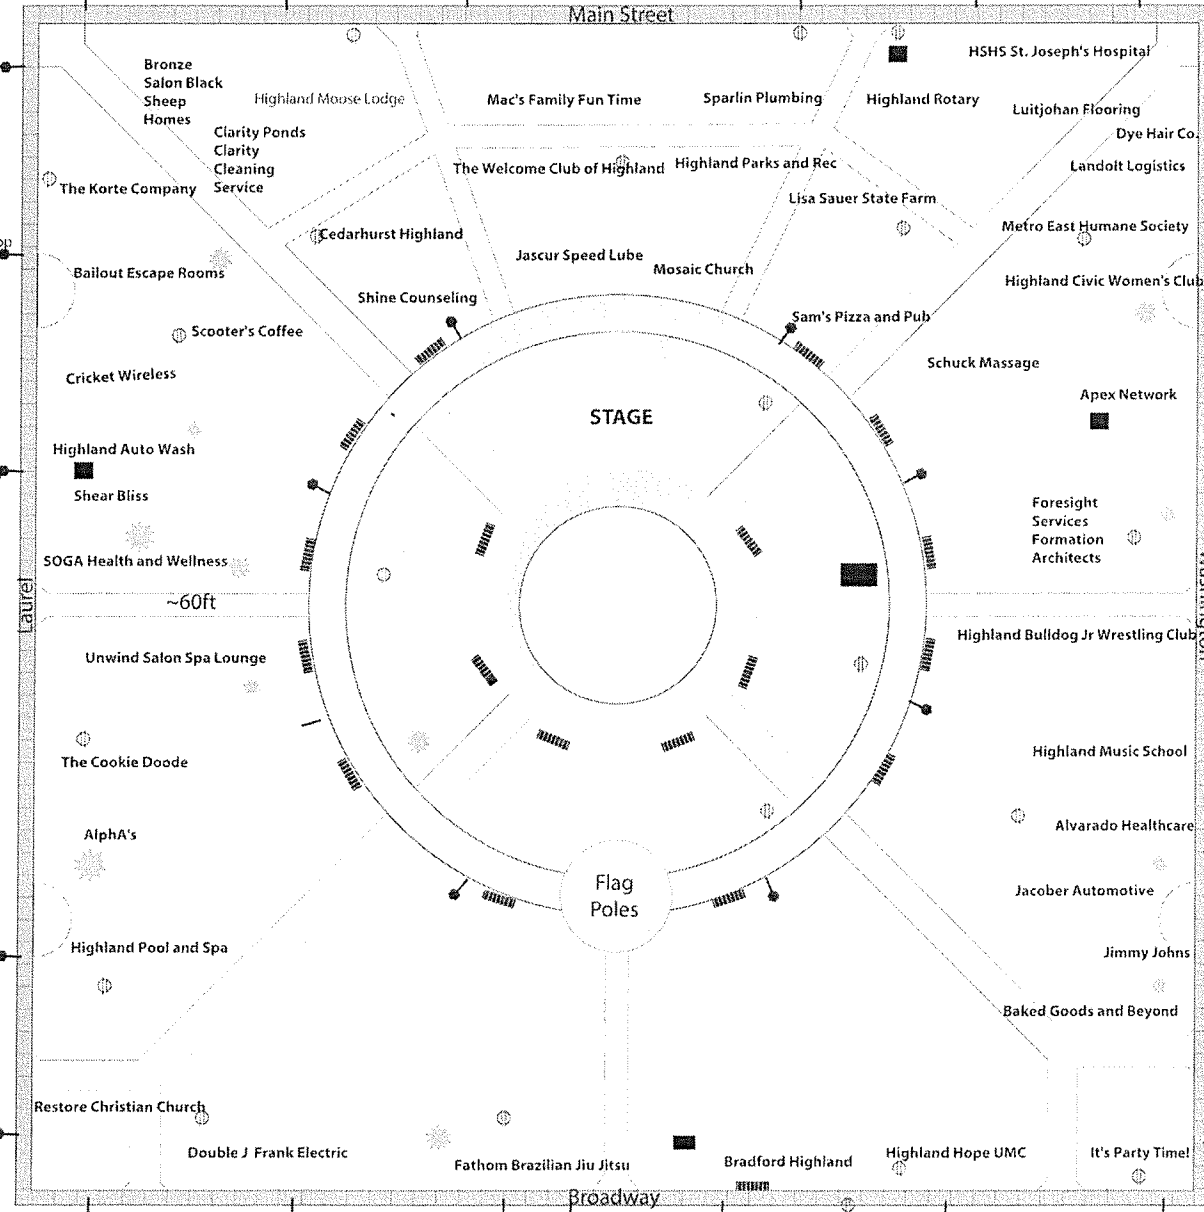 Main Street
HSHS St. Joseph's Hospital
Bronze
Salon Black
Sheep
Homes
Highland Moose Lodge
Mac's Family Fun Time
Sparlin Plumbing
Highland Rotary
Luitjohan Flooring
Dye Hair Co.
Clarity Ponds
Clarity
Cleaning
Service
The Korte Company
The Welcome Club of Highland
Highland Parks and Rec
Landolt Logistics
Lisa Sauer State Farm
Metro East Humane Society
Cedarhurst Highland
Jascur Speed Lube
Mosaic Church
Bailout Escape Rooms
Highland Civic Women's Club
Shine Counseling
Sam's Pizza and Pub
Scooter's Coffee
Schuck Massage
Cricket Wireless
Apex Network
STAGE
Highland Auto Wash
Shear Bliss
Foresight
Services
Formation
Architects
SOGA Health and Wellness
Laurel
~60ft
Highland Bulldog Jr Wrestling Club
Unwind Salon Spa Lounge
The Cookie Doode
Highland Music School
AlphA's
Alvarado Healthcare
Flag
Poles
Jacober Automotive
Highland Pool and Spa
Jimmy Johns
Baked Goods and Beyond
Restore Christian Church
Double J Frank Electric
Fathom Brazilian Jiu Jitsu
Bradford Highland
Highland Hope UMC
It's Party Time!
Broadway